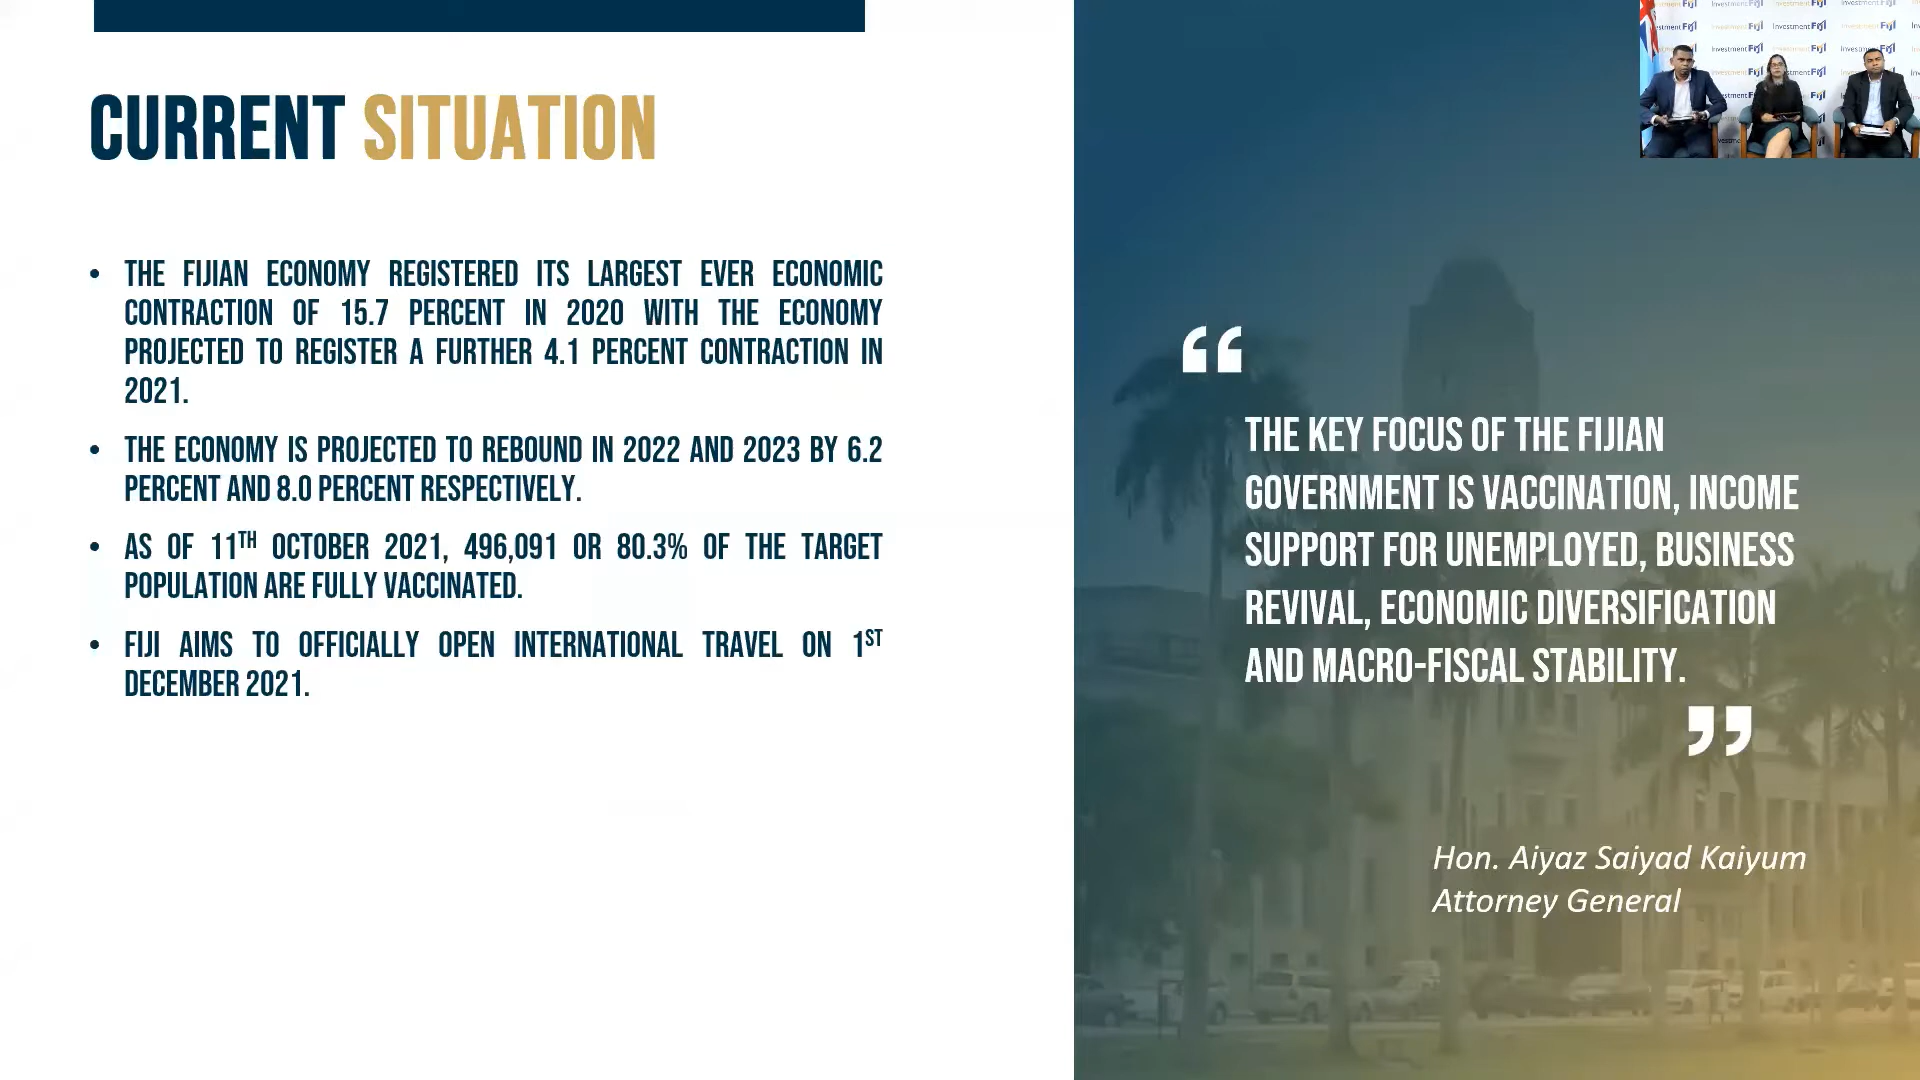 CURRENT SITUATION
• THE FIJIAN ECONOMY REGISTERED ITS LARGEST EVER ECONOMIC
CONTRACTION OF 15.7 PERCENT IN 2020 WITH THE ECONOMY
PROJECTED TO REGISTER A FURTHER 4.1 PERCENT CONTRACTION IN
2021.
• THE ECONOMY IS PROJECTED TO REBOUND IN 2022 AND 2023 BY 6.2
PERCENT AND 8.0 PERCENT RESPECTIVELY.
• AS OF 11TH OCTOBER 2021, 496,091 OR 80.3% OF THE TARGET
POPULATION ARE FULLY VACCINATED.
• FIJI AIMS TO OFFICIALLY OPEN INTERNATIONAL TRAVEL ON 1ST
DECEMBER 2021.
“
THE KEY FOCUS OF THE FIJIAN
GOVERNMENT IS VACCINATION, INCOME
SUPPORT FOR UNEMPLOYED, BUSINESS
REVIVAL, ECONOMIC DIVERSIFICATION
AND MACRO-FISCAL STABILITY.
”
Hon. Aiyaz Saiyad Kaiyum
Attorney General
Investment Fiji